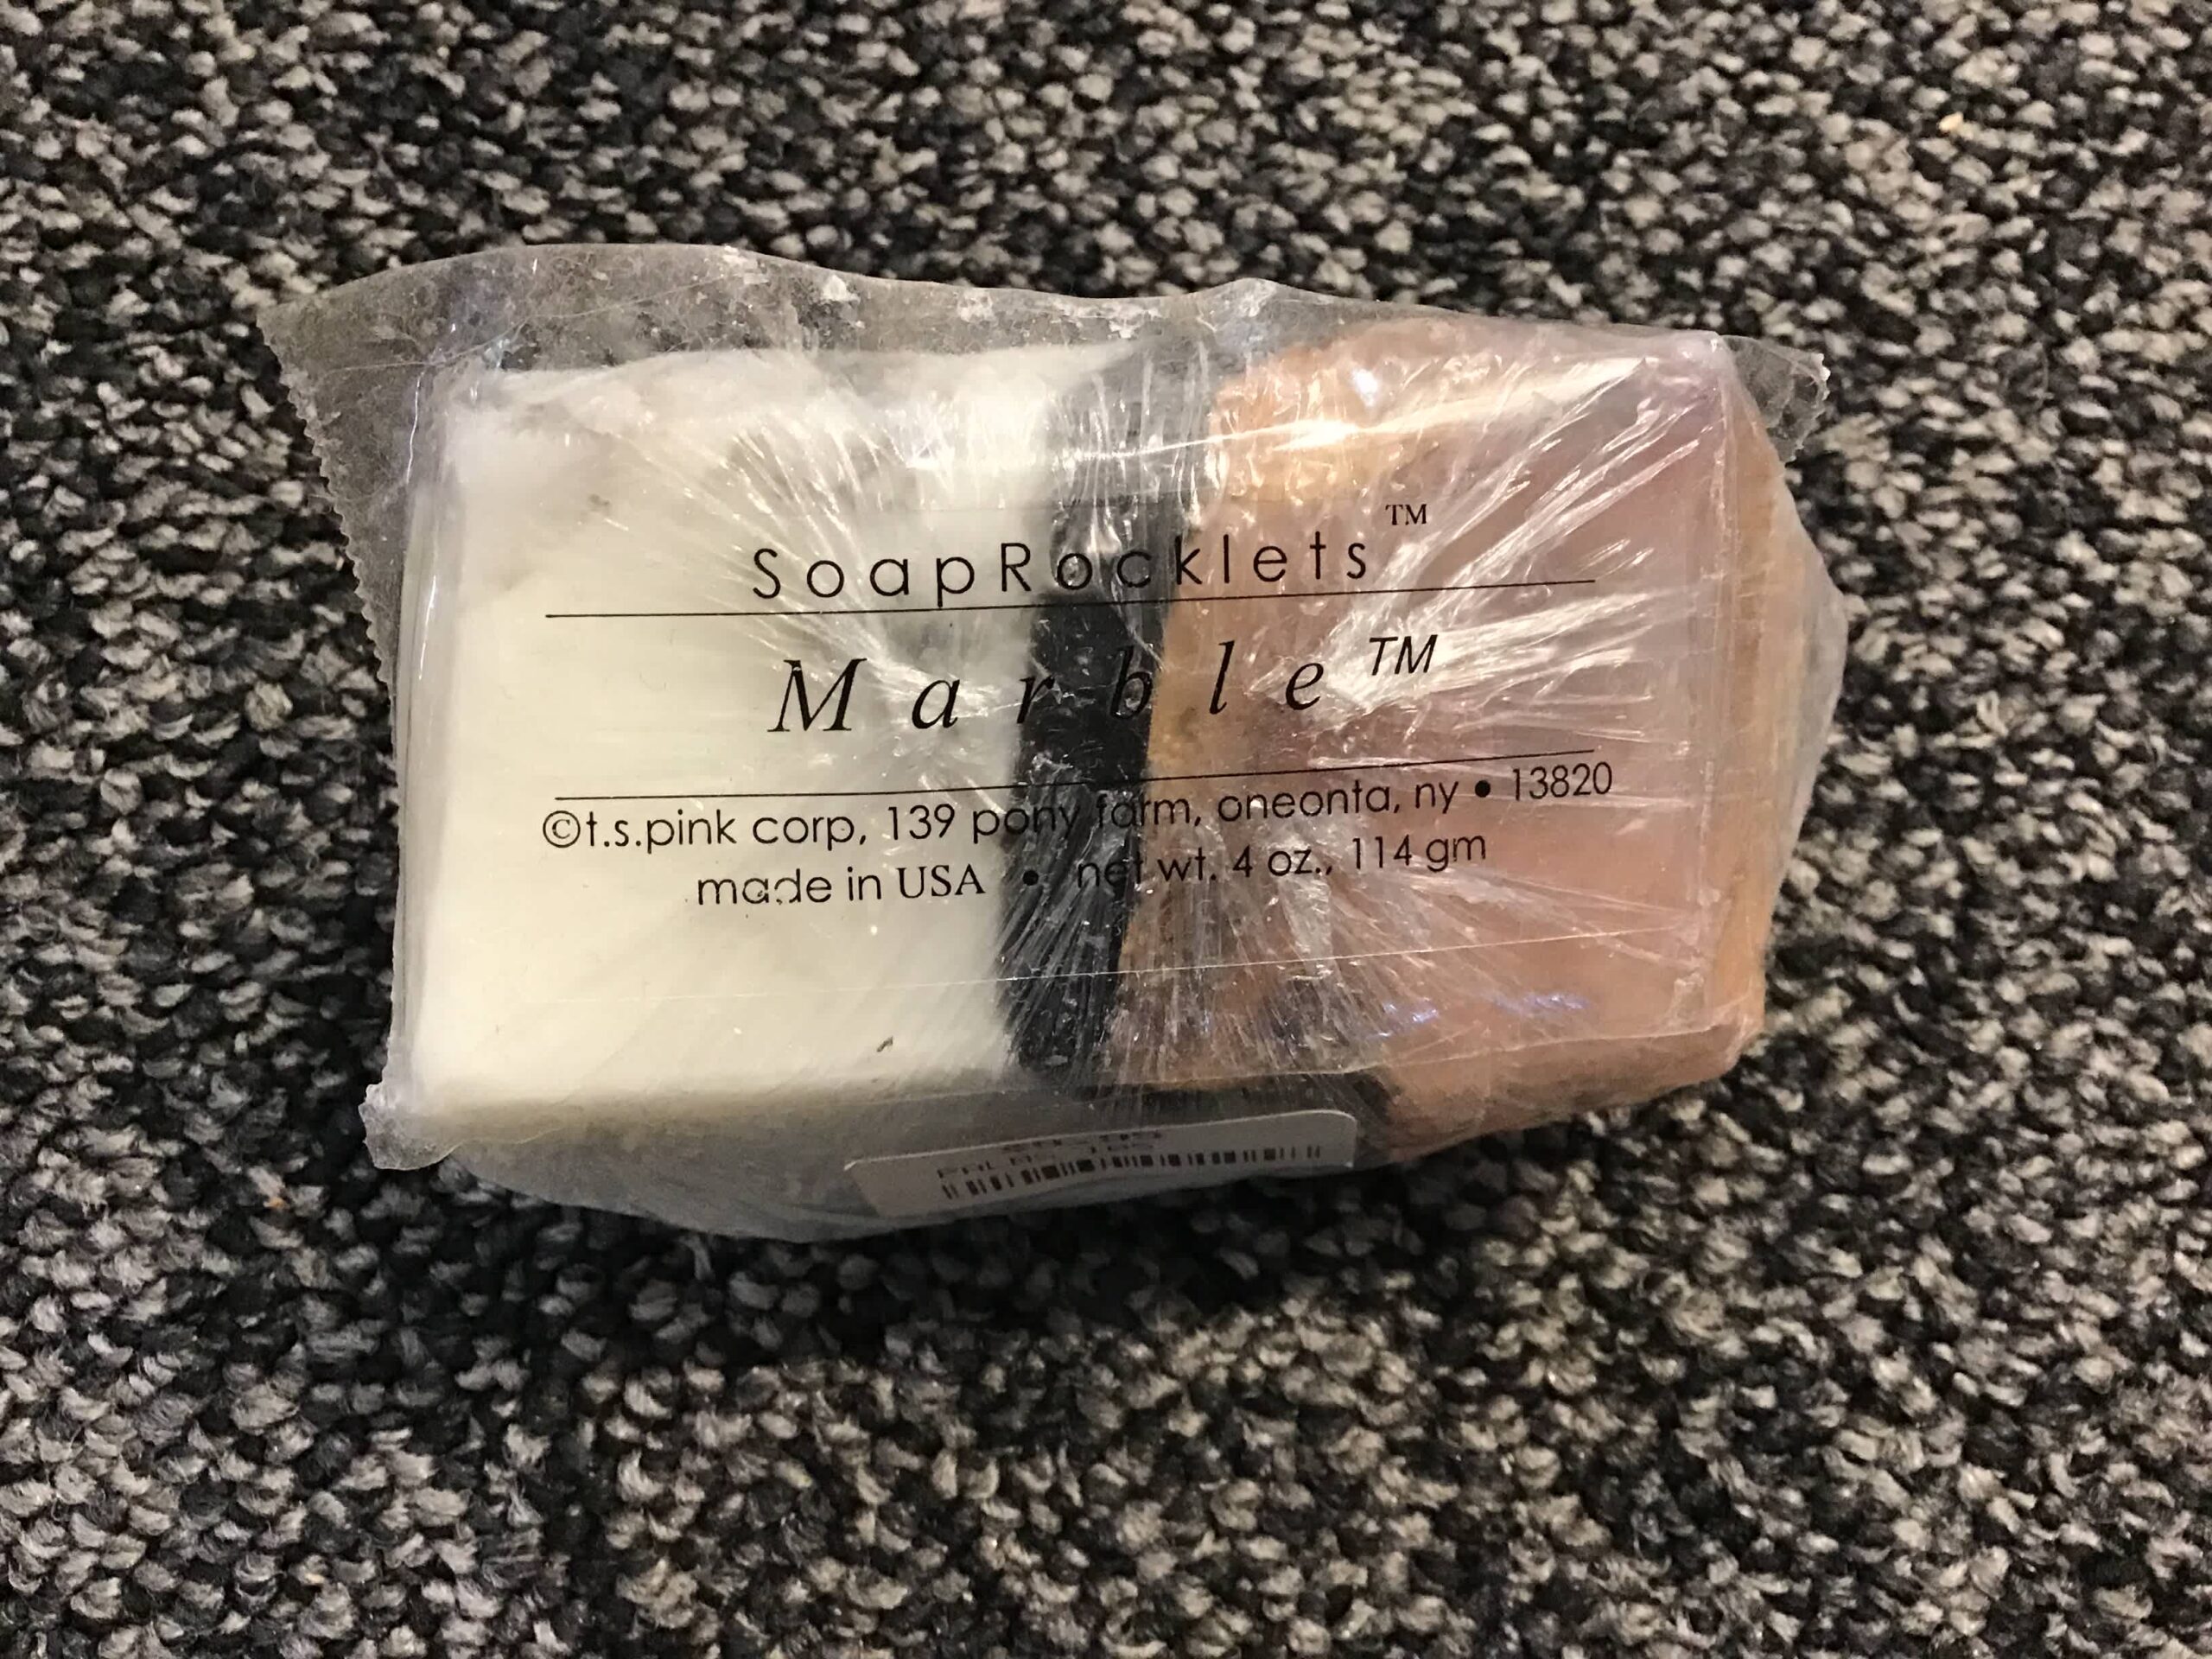 SoapRocklets™
Marble™
©t.s.pink corp, 139 pony farm, oneonta, ny • 13820
made in USA • net wt. 4 oz., 114 gm